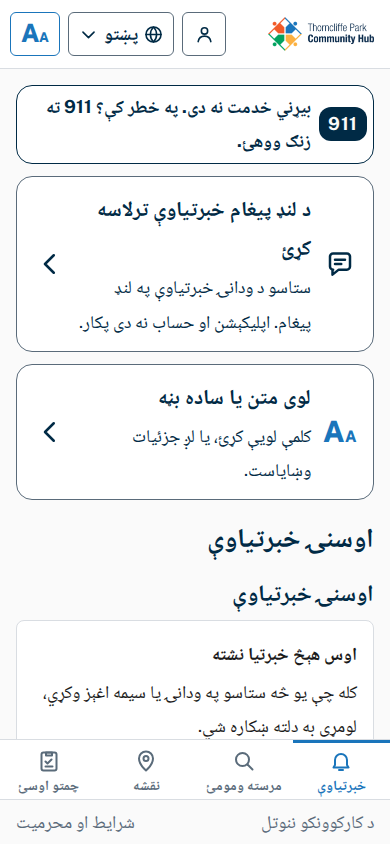 Thorncliffe Park
Community Hub
پښتو
AA
911
بیړني خدمت نه دی. په خطر کې؟ 911 ته
زنګ ووهئ.
د لنډ پیغام خبرتیاوې ترلاسه
کړئ
ستاسو د ودانۍ خبرتیاوې په لنډ
پیغام. اپلیکېشن او حساب نه دی پکار.
AA
لوی متن یا ساده بڼه
کلمې لویې کړئ، یا لږ جزئیات
وښایاست.
اوسنۍ خبرتیاوې
اوسنۍ خبرتیاوې
اوس هېڅ خبرتیا نشته
کله چې یو څه ستاسو په ودانۍ یا سیمه اغېز وکړي،
لومړی به دلته ښکاره شي.
خبرتیاوې
مرسته ومومئ
نقشه
چمتو اوسئ
د کارکوونکو ننوتل
شرایط او محرمیت